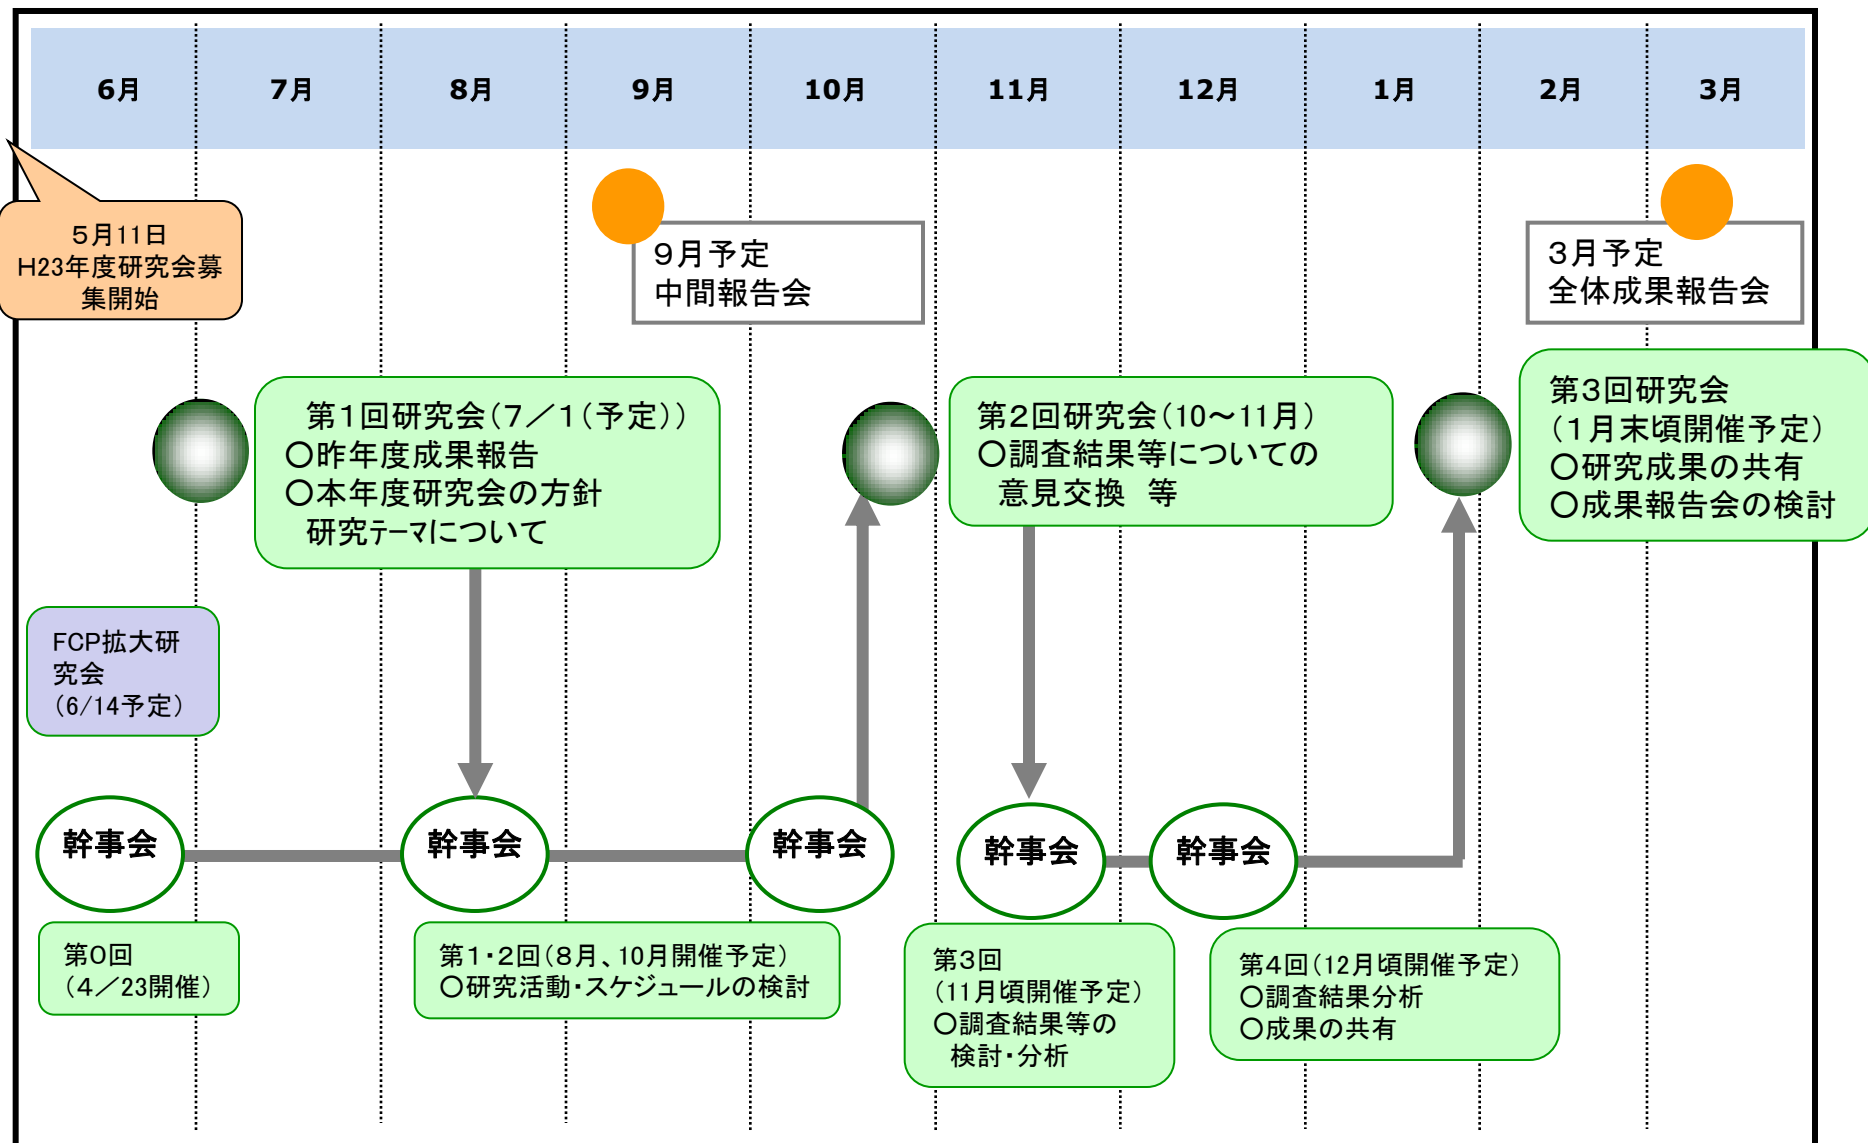 6月
7月
8月
9月
10月
11月
12月
1月
2月
3月
５月11日
H23年度研究会募
集開始
９月予定
中間報告会
３月予定
全体成果報告会
第１回研究会（７／１（予定））
○昨年度成果報告
○本年度研究会の方針
研究ﾃｰﾏについて
第２回研究会（10～11月）
○調査結果等についての
意見交換　等
第３回研究会
（１月末頃開催予定）
○研究成果の共有
○成果報告会の検討
FCP拡大研
究会
（6/14予定）
幹事会
幹事会
幹事会
幹事会
幹事会
第０回
（４／23開催）
第１・２回（８月、10月開催予定）
○研究活動・スケジュールの検討
第３回
（11月頃開催予定）
○調査結果等の
検討・分析
第４回（12月頃開催予定）
○調査結果分析
○成果の共有